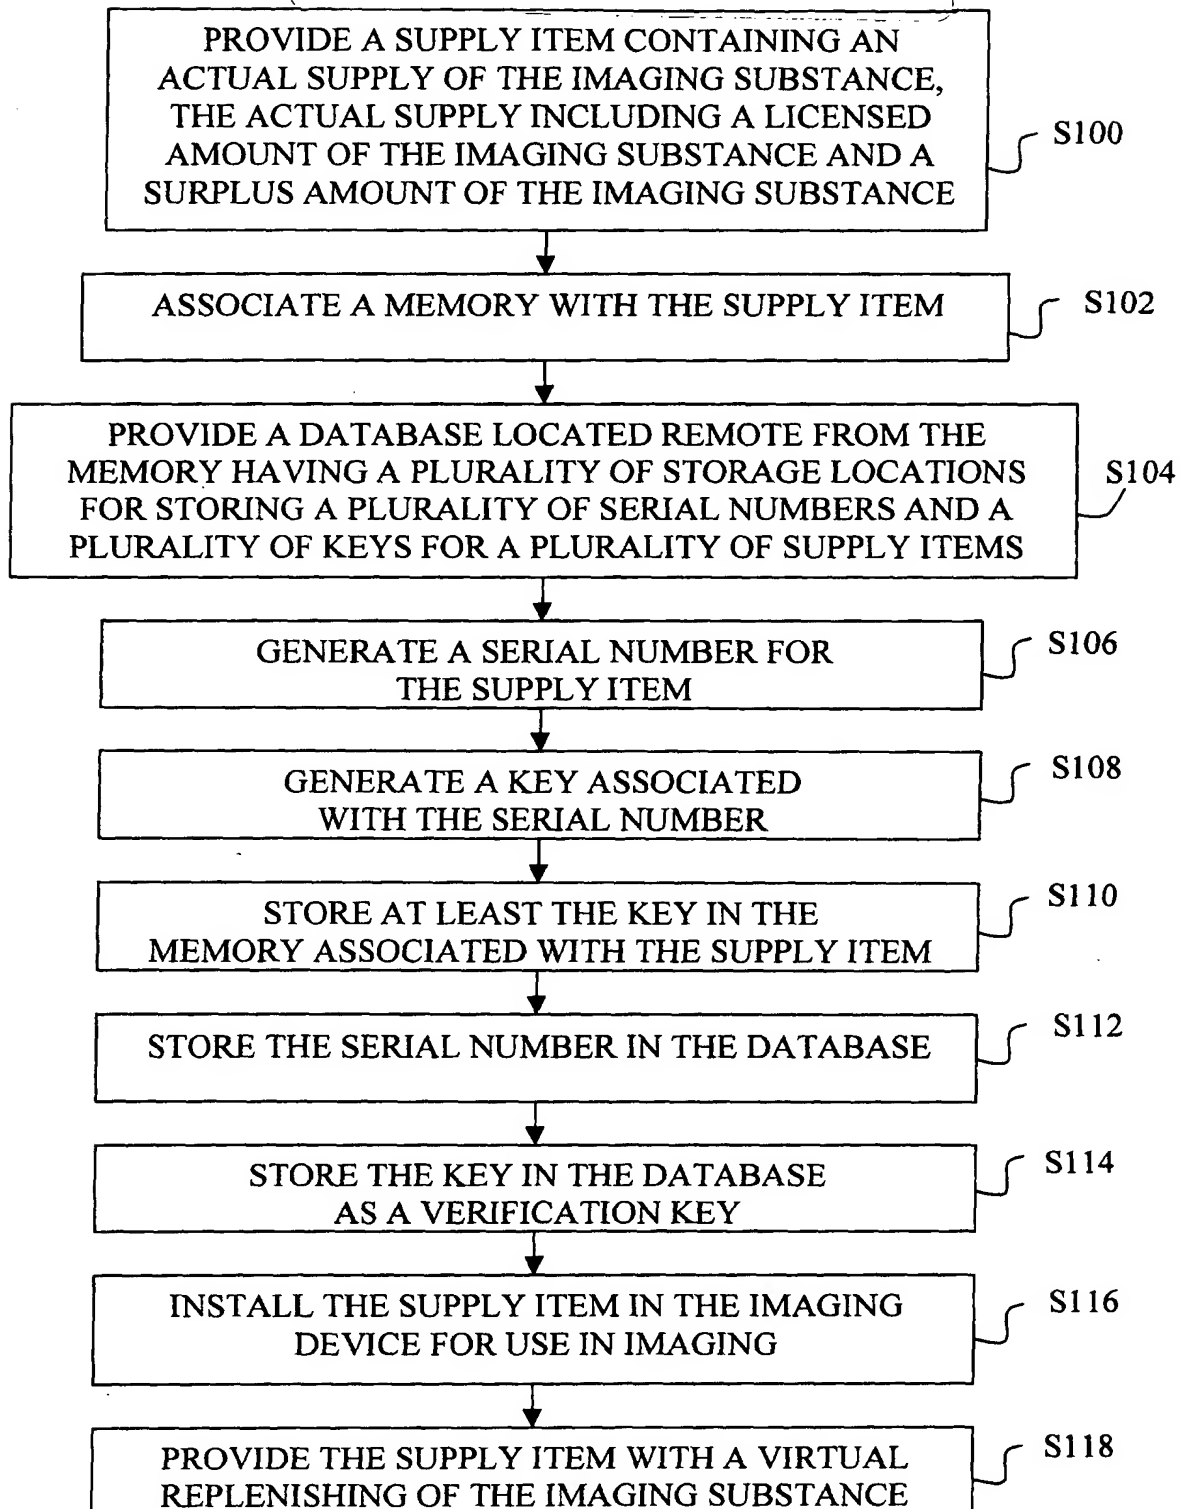 PROVIDE A SUPPLY ITEM CONTAINING AN
ACTUAL SUPPLY OF THE IMAGING SUBSTANCE,
THE ACTUAL SUPPLY INCLUDING A LICENSED
AMOUNT OF THE IMAGING SUBSTANCE AND A
SURPLUS AMOUNT OF THE IMAGING SUBSTANCE
S100
ASSOCIATE A MEMORY WITH THE SUPPLY ITEM
S102
PROVIDE A DATABASE LOCATED REMOTE FROM THE
MEMORY HAVING A PLURALITY OF STORAGE LOCATIONS
FOR STORING A PLURALITY OF SERIAL NUMBERS AND A
PLURALITY OF KEYS FOR A PLURALITY OF SUPPLY ITEMS
S104
GENERATE A SERIAL NUMBER FOR
THE SUPPLY ITEM
S106
GENERATE A KEY ASSOCIATED
WITH THE SERIAL NUMBER
S108
STORE AT LEAST THE KEY IN THE
MEMORY ASSOCIATED WITH THE SUPPLY ITEM
S110
STORE THE SERIAL NUMBER IN THE DATABASE
S112
STORE THE KEY IN THE DATABASE
AS A VERIFICATION KEY
S114
INSTALL THE SUPPLY ITEM IN THE IMAGING
DEVICE FOR USE IN IMAGING
S116
PROVIDE THE SUPPLY ITEM WITH A VIRTUAL
REPLENISHING OF THE IMAGING SUBSTANCE
S118